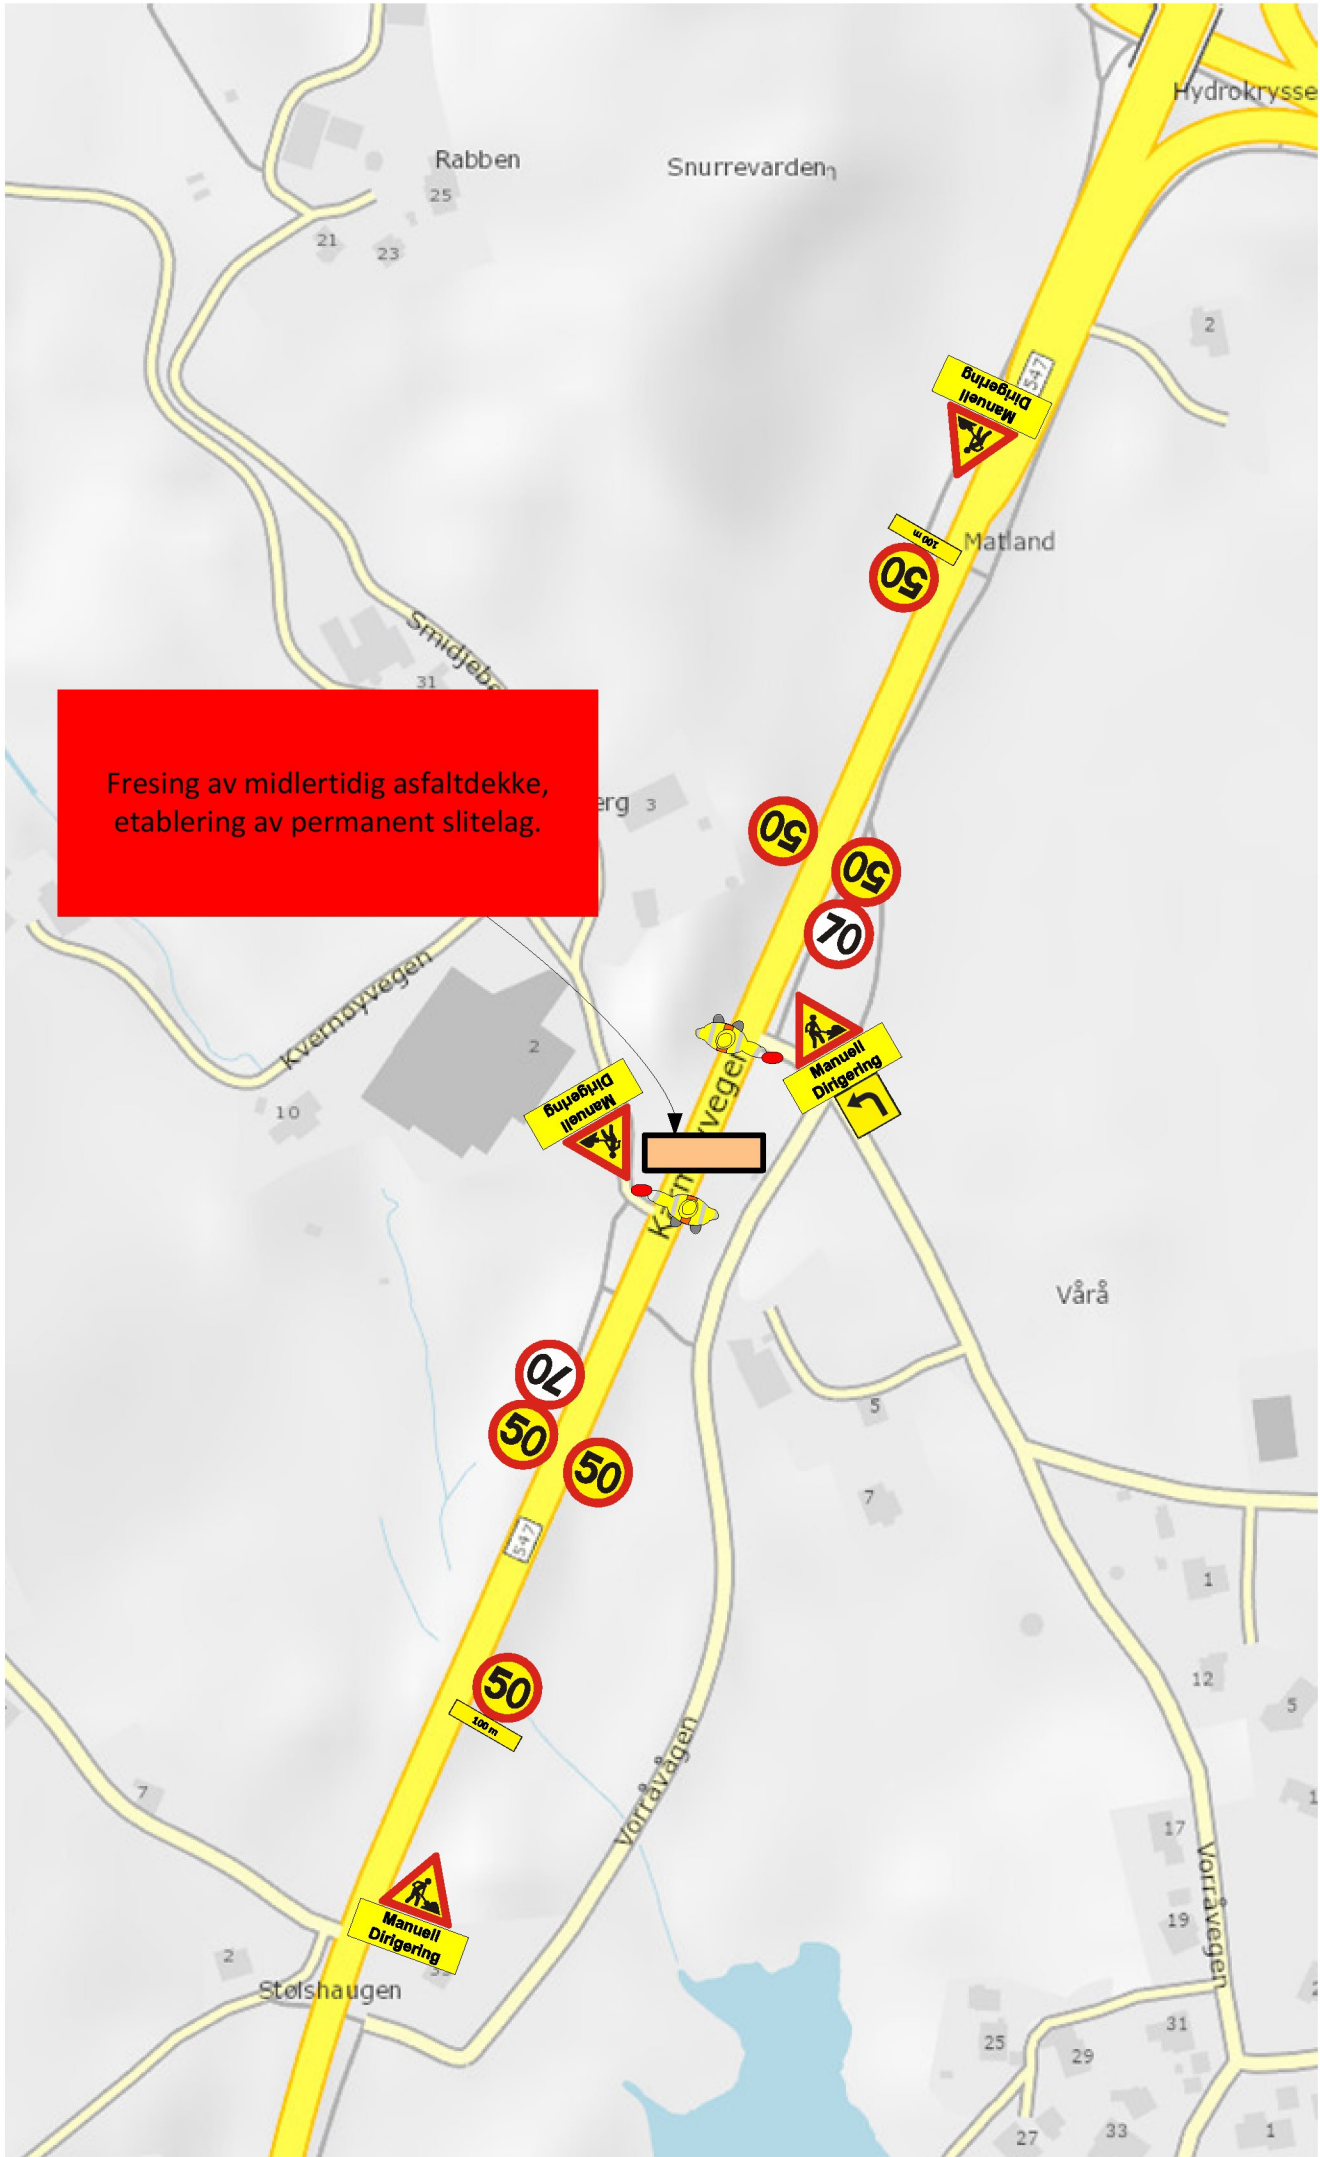 Hydrokrysse
Rabben
Snurrevarden
25
21
23
2
547
Manuell
Dirigering
100 m
Matland
50
Smidjebe
31
Fresing av midlertidig asfaltdekke,
etablering av permanent slitelag.
erg
3
50
50
70
Kvernøyvegen
2
10
Manuell
Dirigering
Manuell
Dirigering
Vårå
70
50
50
5
7
547
1
12
5
50
100 m
7
Vorråvågen
17
Vorråvegen
19
Manuell
Dirigering
2
Stølshaugen
25
29
31
27
33
1